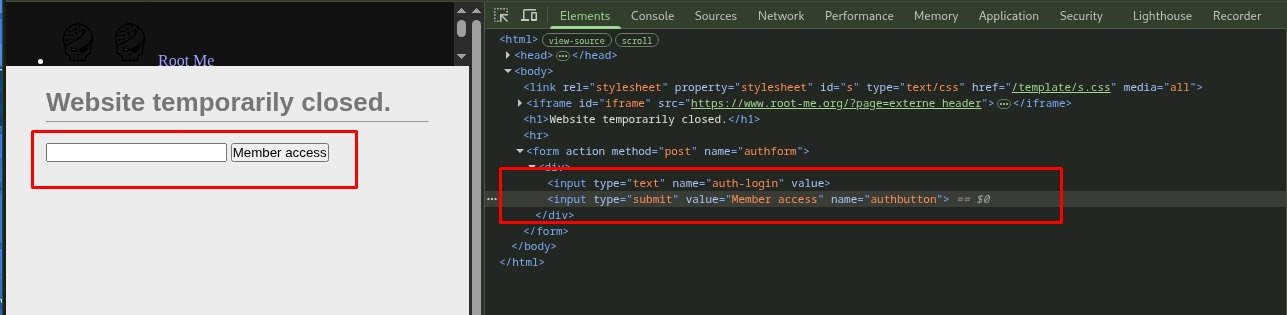 Root Me
Website temporarily closed.
Member access
Elements Console Sources Network Performance Memory Application Security Lighthouse Recorder
<html> view-source scroll
<head> ⋯ </head>
<body>
<link rel="stylesheet" property="stylesheet" id="s" type="text/css" href="/template/s.css" media="all">
<iframe id="iframe" src="https://www.root-me.org/?page=externe_header"> ⋯ </iframe>
<h1>Website temporarily closed.</h1>
<hr>
<form action method="post" name="authform">
<div>
<input type="text" name="auth-login" value>
<input type="submit" value="Member access" name="authbutton"> == $0
</div>
</form>
</body>
</html>